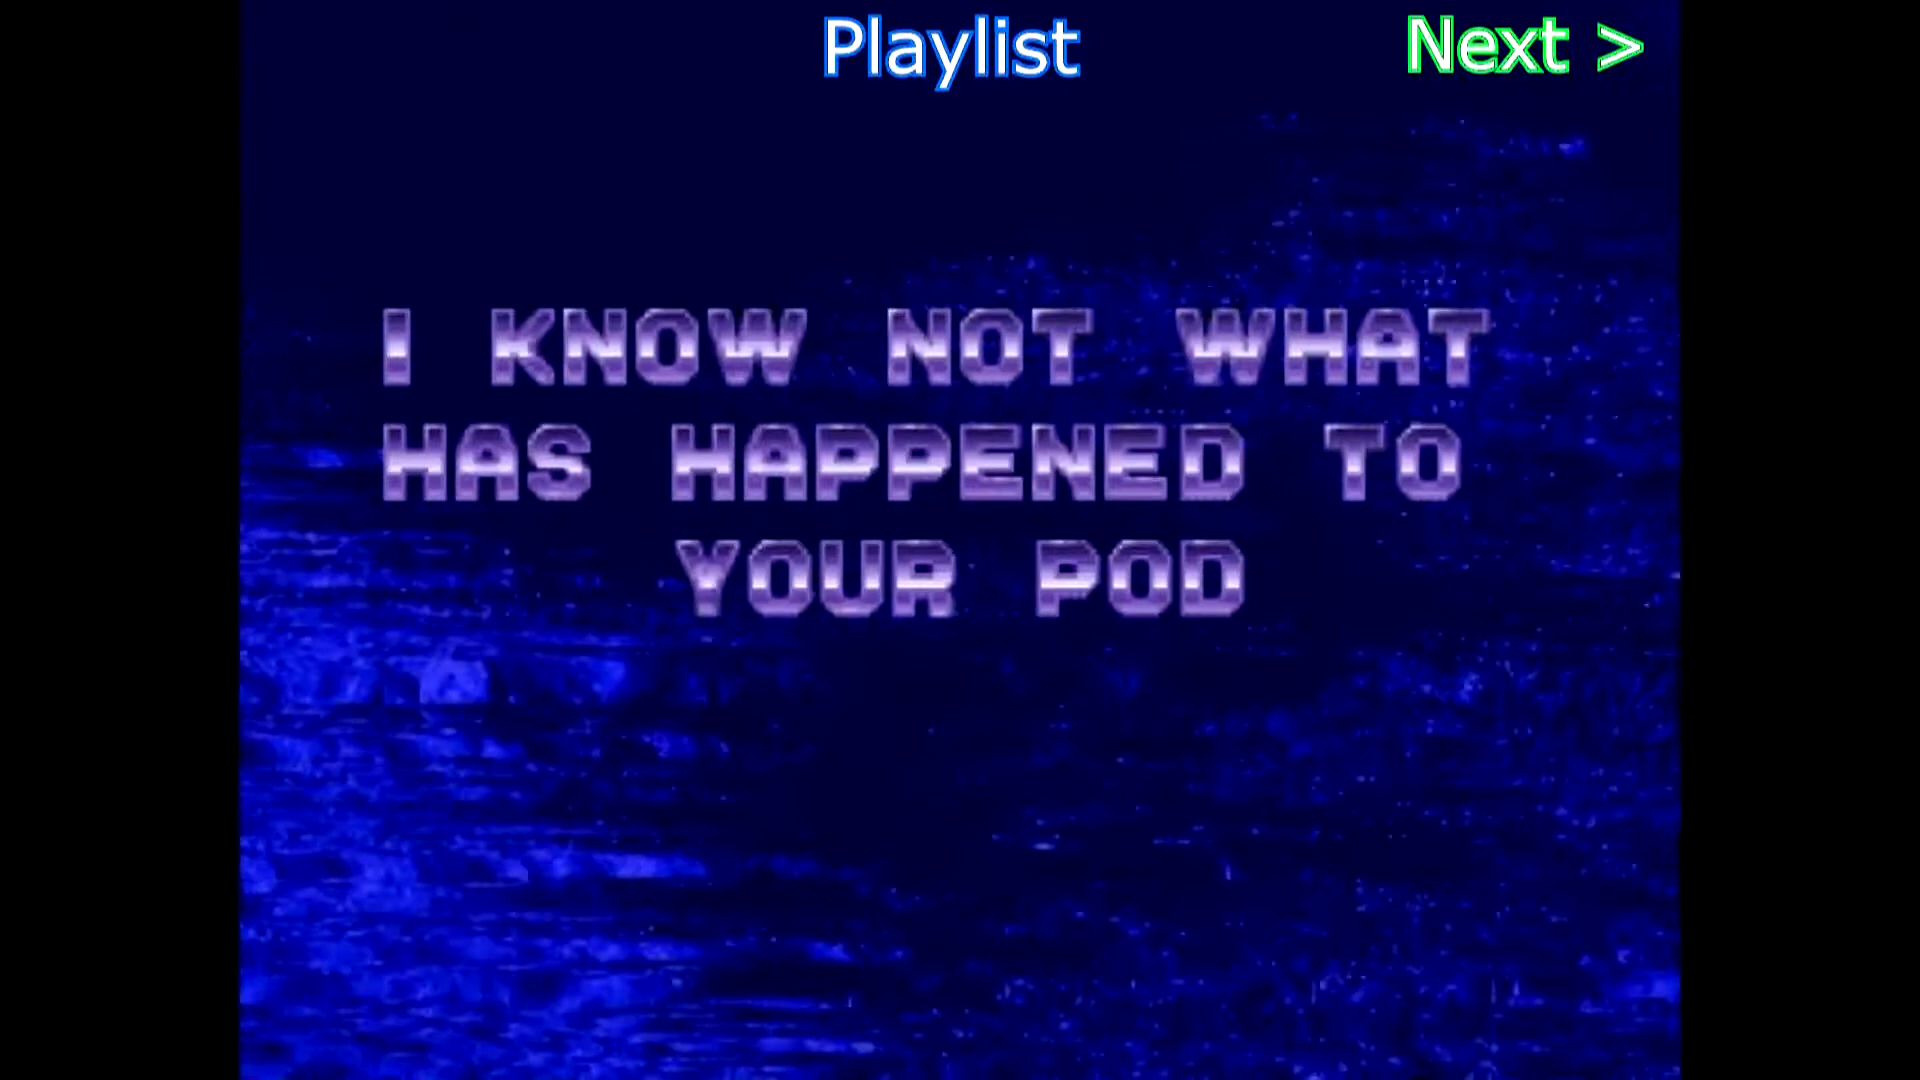 Playlist
Next >
I KNOW NOT WHAT
HAS HAPPENED TO
YOUR POD